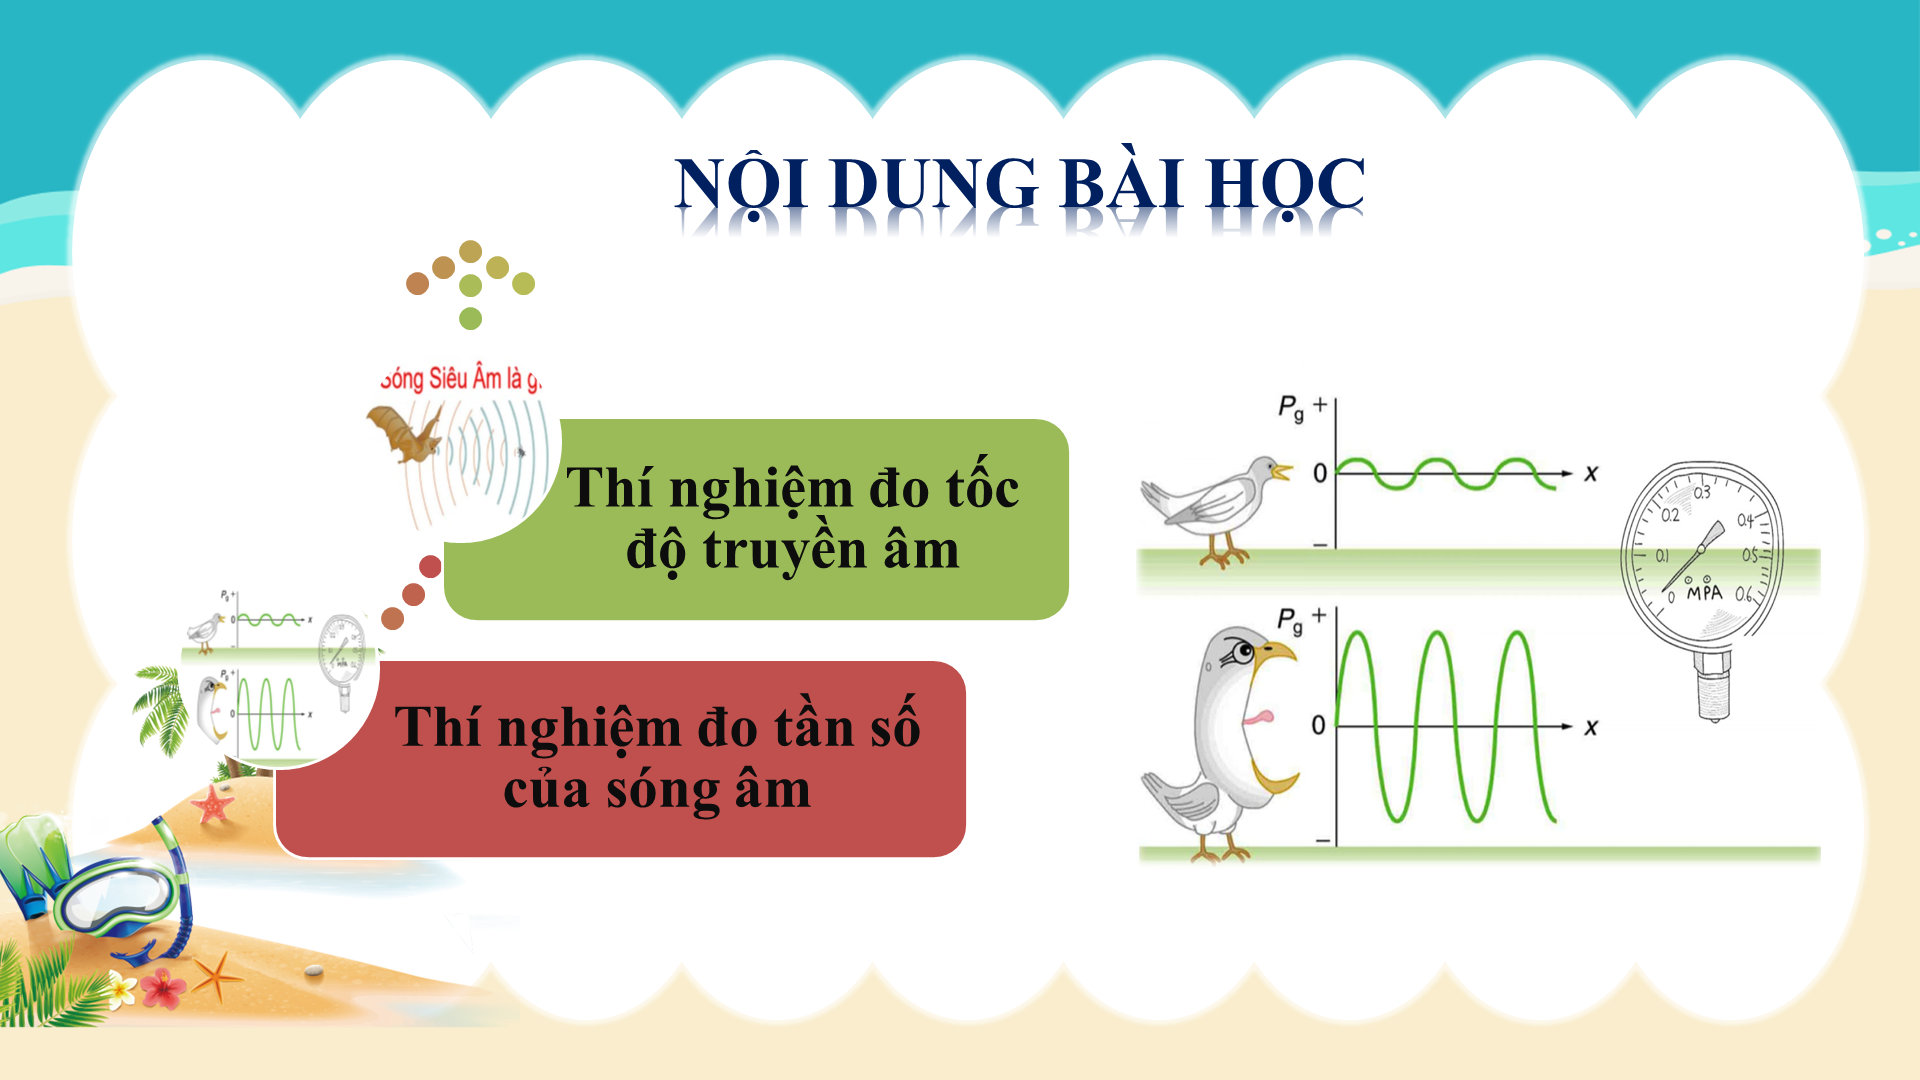 NỘI DUNG BÀI HỌC
Sóng Siêu Âm là gì
Thí nghiệm đo tốc
độ truyền âm
Thí nghiệm đo tần số
của sóng âm
Pg +
0
x
–
Pg +
0
x
–
0 0.1 0.2 0.3 0.4 0.5 0.6
MPA